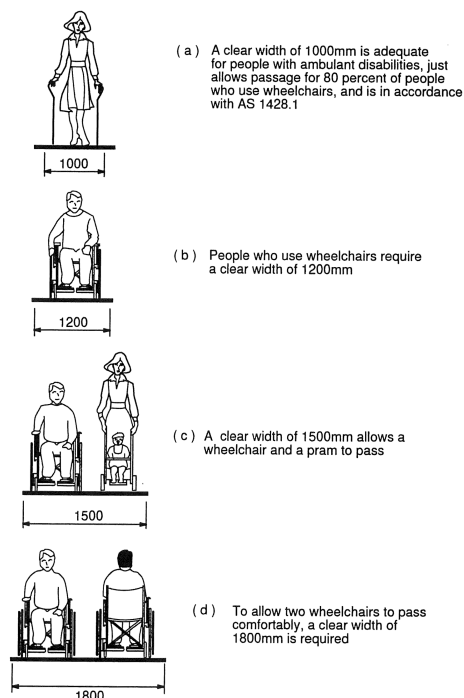 ( a ) A clear width of 1000mm is adequate
for people with ambulant disabilities, just
allows passage for 80 percent of people
who use wheelchairs, and is in accordance
with AS 1428.1
1000
( b ) People who use wheelchairs require
a clear width of 1200mm
1200
( c ) A clear width of 1500mm allows a
wheelchair and a pram to pass
1500
( d ) To allow two wheelchairs to pass
comfortably, a clear width of
1800mm is required
1800